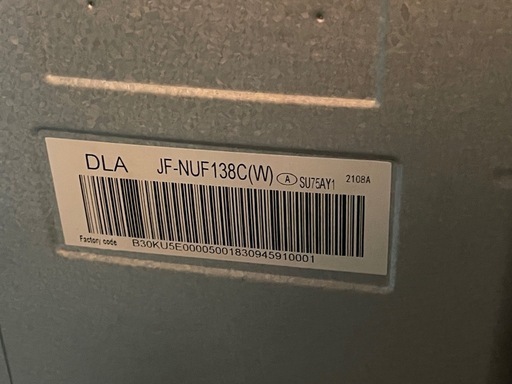 DLA JF-NUF138C(W) A SU75AY1 2108A
Factory code B30KU5E00005001830945910001